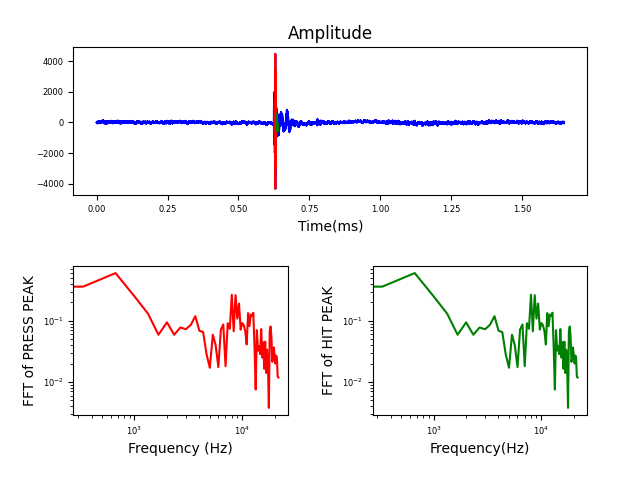 Amplitude
4000
2000
0
−2000
−4000
0.00 0.25 0.50 0.75 1.00 1.25 1.50
Time(ms)
FFT of PRESS PEAK
10⁻¹
10⁻²
10³ 10⁴
Frequency (Hz)
FFT of HIT PEAK
10⁻¹
10⁻²
10³ 10⁴
Frequency(Hz)